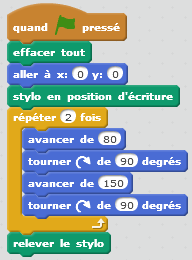 quand pressé
effacer tout
aller à x: 0 y: 0
stylo en position d'écriture
répéter 2 fois
avancer de 80
tourner de 90 degrés
avancer de 150
tourner de 90 degrés
relever le stylo